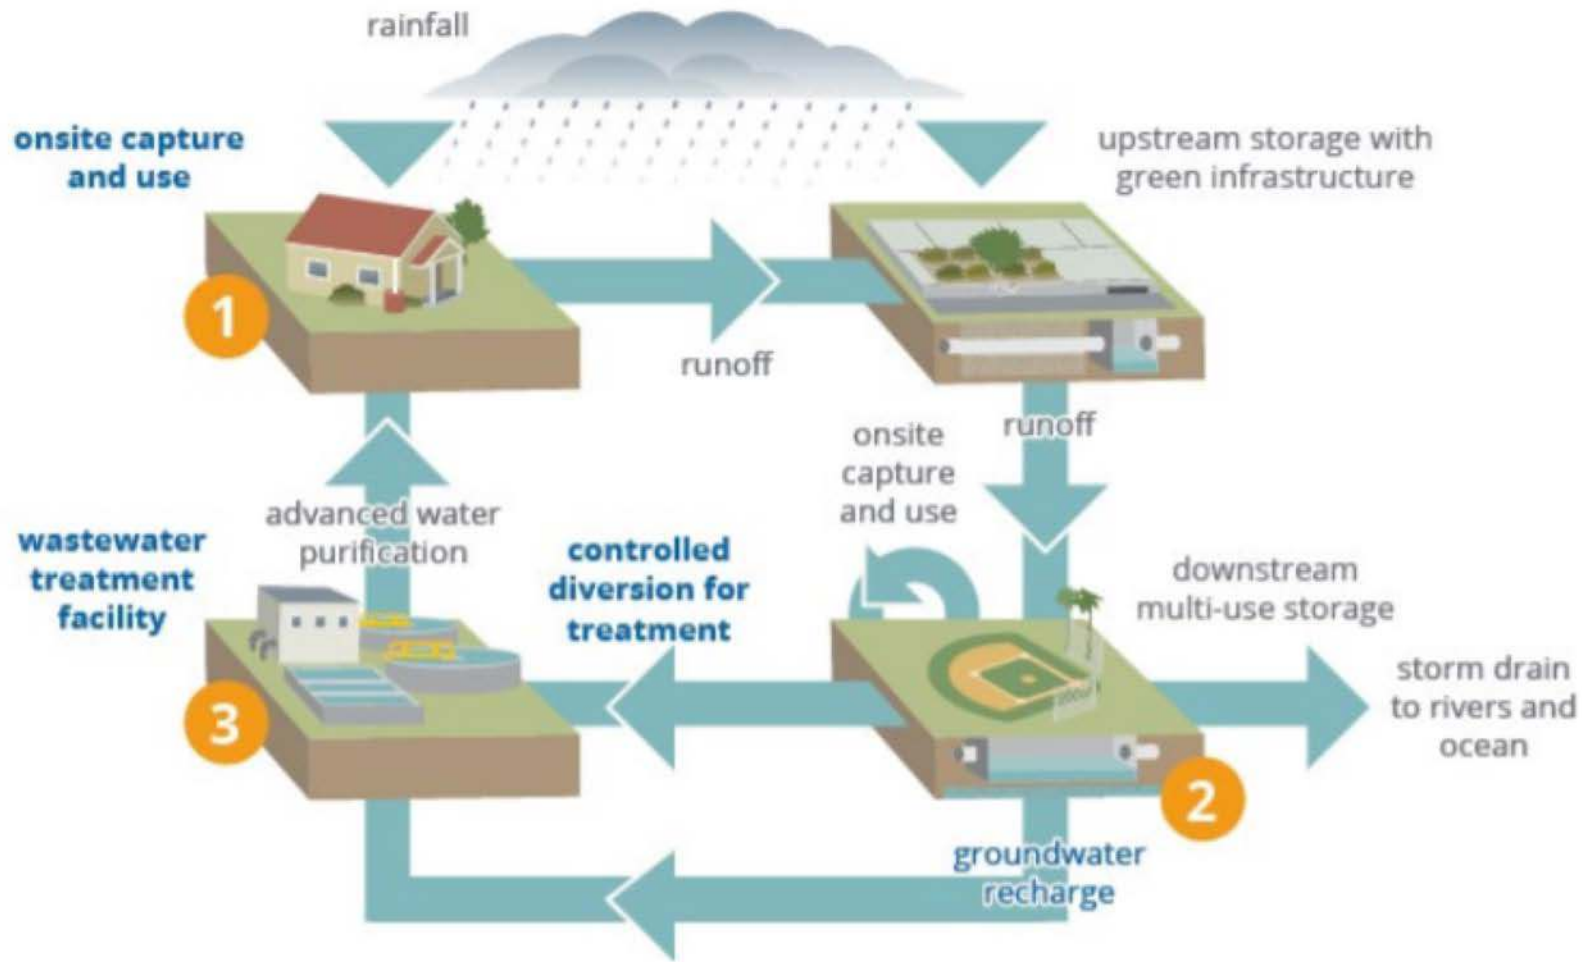 rainfall
onsite capture
and use
upstream storage with
green infrastructure
1
runoff
runoff
onsite
capture
and use
advanced water
purification
wastewater
treatment
facility
controlled
diversion for
treatment
downstream
multi-use storage
storm drain
to rivers and
ocean
3
2
groundwater
recharge